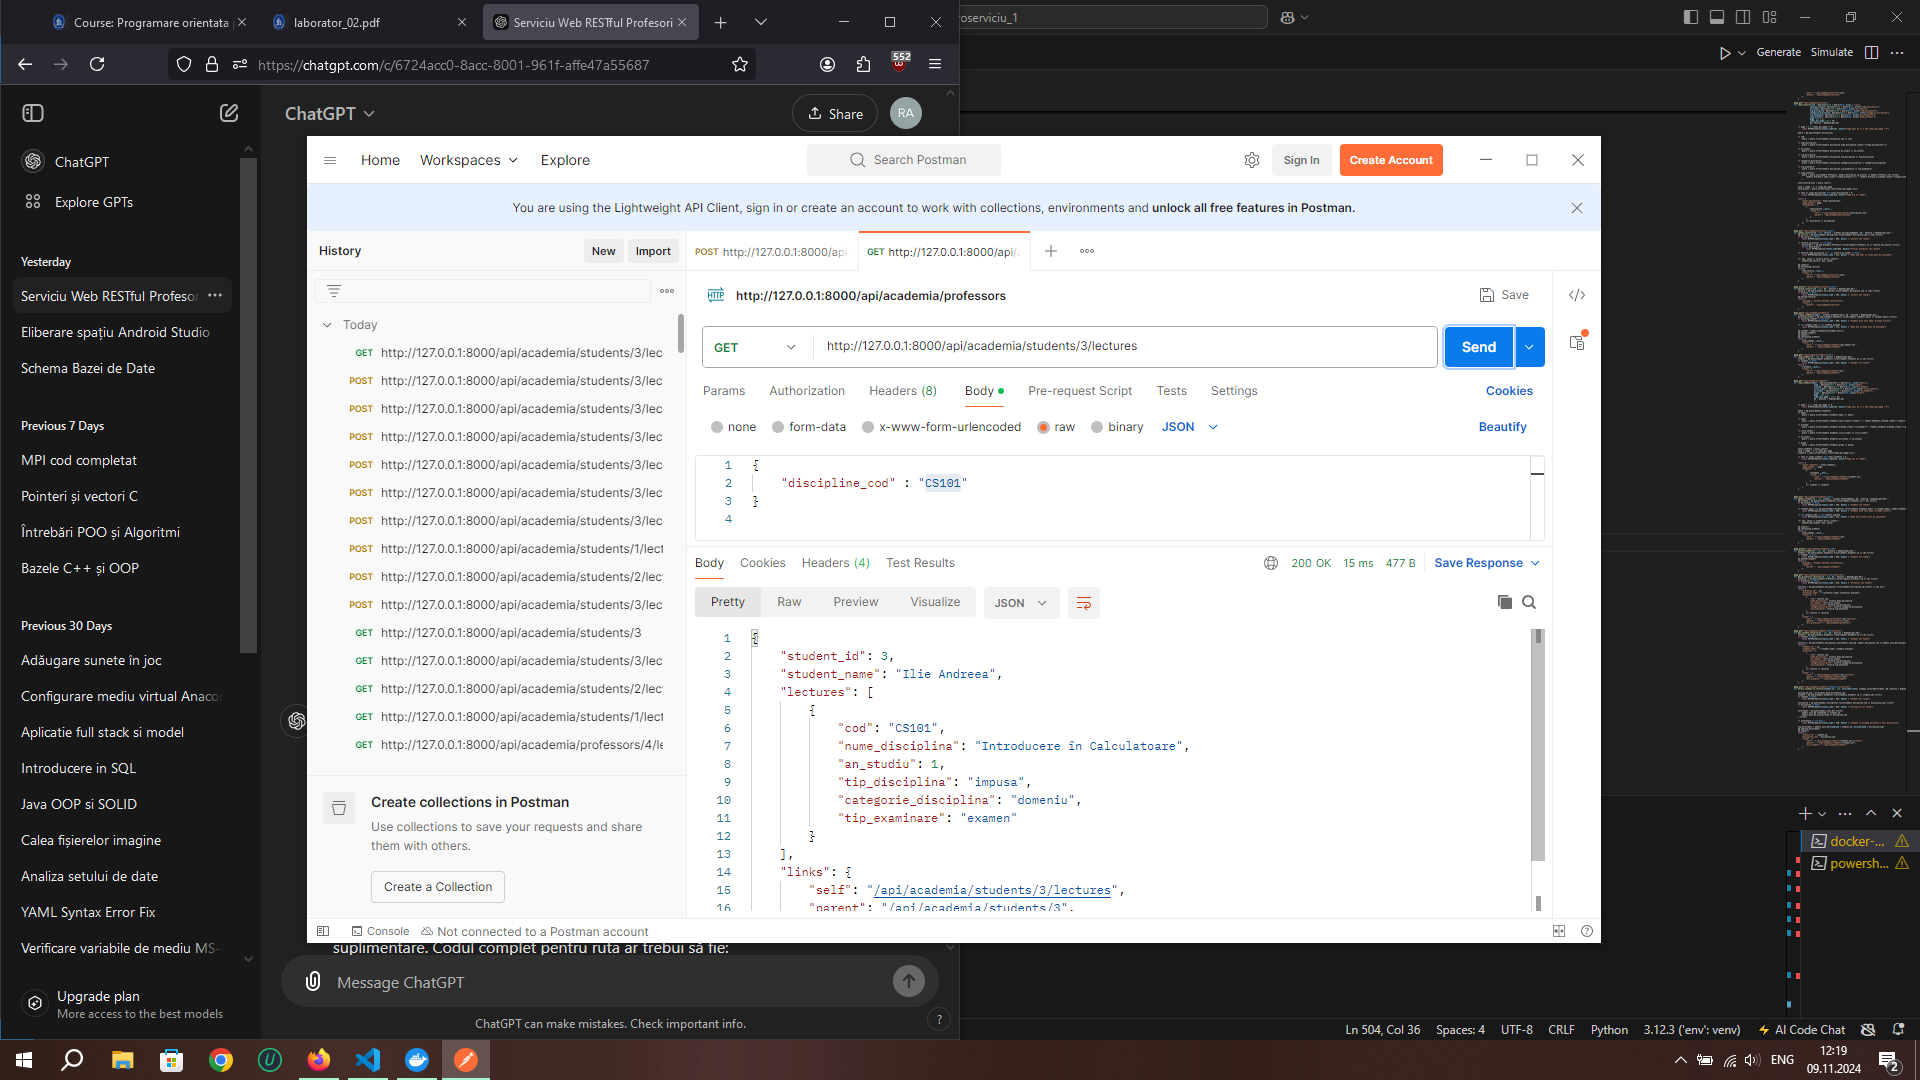 Course: Programare orientata p
laborator_02.pdf
Serviciu Web RESTful Profesori
oserviciu_1
https://chatgpt.com/c/6724acc0-8acc-8001-961f-affe47a55687
552
Generate Simulate
ChatGPT
Share
RA
ChatGPT
Explore GPTs
Yesterday
Serviciu Web RESTful Profesor
Eliberare spațiu Android Studio
Schema Bazei de Date
Previous 7 Days
MPI cod completat
Pointeri și vectori C
Întrebări POO și Algoritmi
Bazele C++ și OOP
Previous 30 Days
Adăugare sunete în joc
Configurare mediu virtual Anaco
Aplicatie full stack si model
Introducere in SQL
Java OOP si SOLID
Calea fișierelor imagine
Analiza setului de date
YAML Syntax Error Fix
Verificare variabile de mediu MS-
Upgrade plan
More access to the best models
Home Workspaces Explore
Search Postman
Sign In
Create Account
You are using the Lightweight API Client, sign in or create an account to work with collections, environments and unlock all free features in Postman.
History
New
Import
Today
GET http://127.0.0.1:8000/api/academia/students/3/lec
POST http://127.0.0.1:8000/api/academia/students/3/lec
POST http://127.0.0.1:8000/api/academia/students/3/lec
POST http://127.0.0.1:8000/api/academia/students/3/lec
POST http://127.0.0.1:8000/api/academia/students/3/lec
POST http://127.0.0.1:8000/api/academia/students/3/lec
POST http://127.0.0.1:8000/api/academia/students/3/lec
POST http://127.0.0.1:8000/api/academia/students/1/lect
POST http://127.0.0.1:8000/api/academia/students/2/lec
POST http://127.0.0.1:8000/api/academia/students/3/lec
GET http://127.0.0.1:8000/api/academia/students/3
GET http://127.0.0.1:8000/api/academia/students/3/lec
GET http://127.0.0.1:8000/api/academia/students/2/lec
GET http://127.0.0.1:8000/api/academia/students/1/lect
GET http://127.0.0.1:8000/api/academia/professors/4/le
Create collections in Postman
Use collections to save your requests and share
them with others.
Create a Collection
POST http://127.0.0.1:8000/api
GET http://127.0.0.1:8000/api/a
HTTP http://127.0.0.1:8000/api/academia/professors
Save
GET http://127.0.0.1:8000/api/academia/students/3/lectures
Send
Params Authorization Headers (8) Body Pre-request Script Tests Settings Cookies
none form-data x-www-form-urlencoded raw binary JSON Beautify
1 {
2 "discipline_cod" : "CS101"
3 }
4
Body Cookies Headers (4) Test Results 200 OK 15 ms 477 B Save Response
Pretty Raw Preview Visualize JSON
1 {
2 "student_id": 3,
3 "student_name": "Ilie Andreea",
4 "lectures": [
5 {
6 "cod": "CS101",
7 "nume_disciplina": "Introducere în Calculatoare",
8 "an_studiu": 1,
9 "tip_disciplina": "impusa",
10 "categorie_disciplina": "domeniu",
11 "tip_examinare": "examen"
12 }
13 ],
14 "links": {
15 "self": "/api/academia/students/3/lectures",
16 "parent": "/api/academia/students/3",
Console Not connected to a Postman account
suplimentare. Codul complet pentru ruta ar trebui să fie:
Message ChatGPT
ChatGPT can make mistakes. Check important info.
?
docker-...
powersh...
Ln 504, Col 36 Spaces: 4 UTF-8 CRLF Python 3.12.3 ('env': venv) AI Code Chat
ENG
12:19
09.11.2024
2